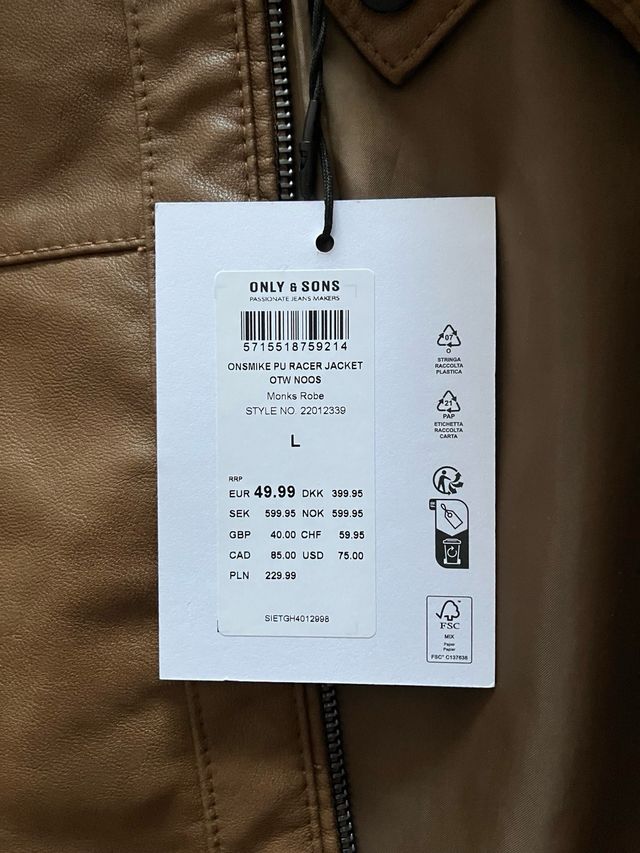 ONLY & SONS
PASSIONATE JEANS MAKERS
5715518759214
ONSMIKE PU RACER JACKET
OTW NOOS
Monks Robe
STYLE NO. 22012339
L
RRP
EUR 49.99 DKK 399.95
SEK 599.95 NOK 599.95
GBP 40.00 CHF 59.95
CAD 85.00 USD 75.00
PLN 229.99
SIETGH4012998
07
O
STRINGA
RACCOLTA
PLASTICA
21
PAP
ETICHETTA
RACCOLTA
CARTA
FSC
MIX
Paper
Papier
FSC® C137638